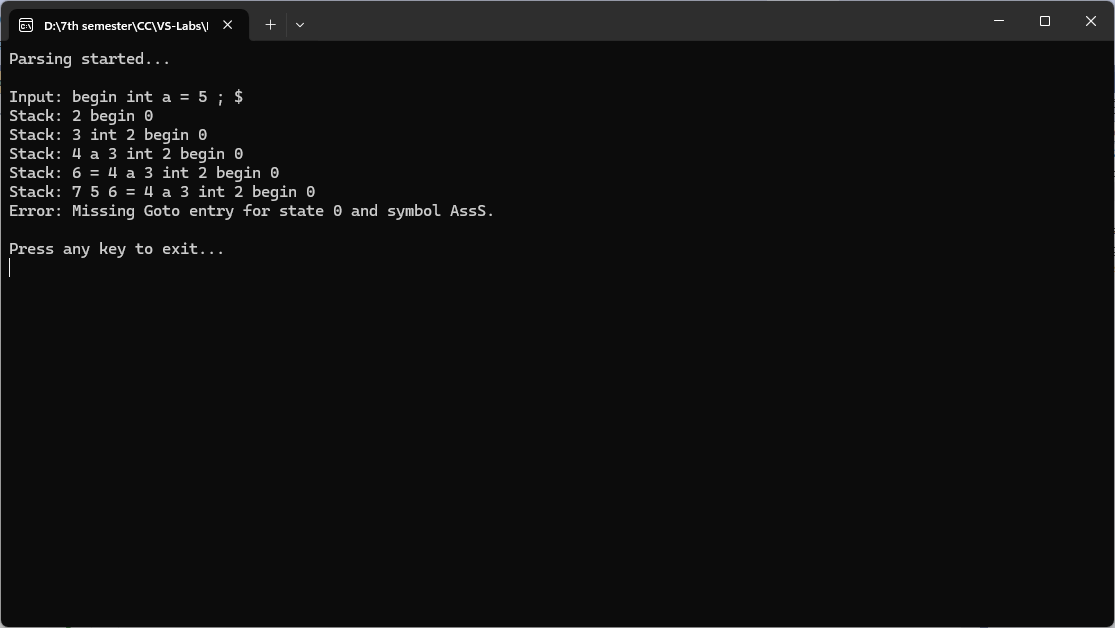 D:\7th semester\CC\VS-Labs\
Parsing started...
Input: begin int a = 5 ; $
Stack: 2 begin 0
Stack: 3 int 2 begin 0
Stack: 4 a 3 int 2 begin 0
Stack: 6 = 4 a 3 int 2 begin 0
Stack: 7 5 6 = 4 a 3 int 2 begin 0
Error: Missing Goto entry for state 0 and symbol AssS.
Press any key to exit...